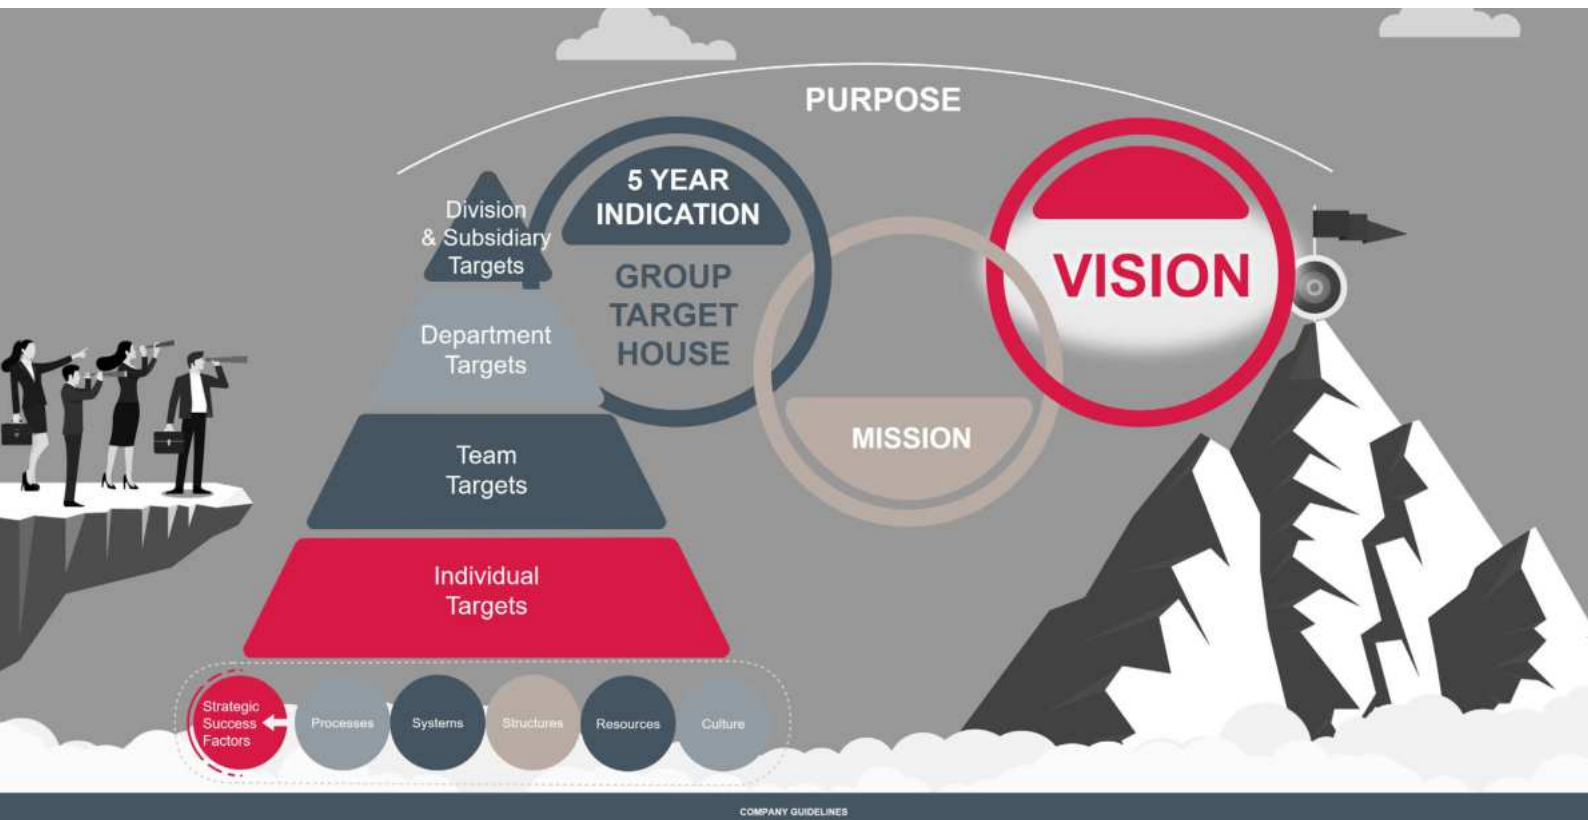 PURPOSE
5 YEAR
INDICATION
GROUP
TARGET
HOUSE
MISSION
VISION
Division
& Subsidiary
Targets
Department
Targets
Team
Targets
Individual
Targets
Strategic
Success
Factors
Processes
Systems
Structures
Resources
Culture
COMPANY GUIDELINES